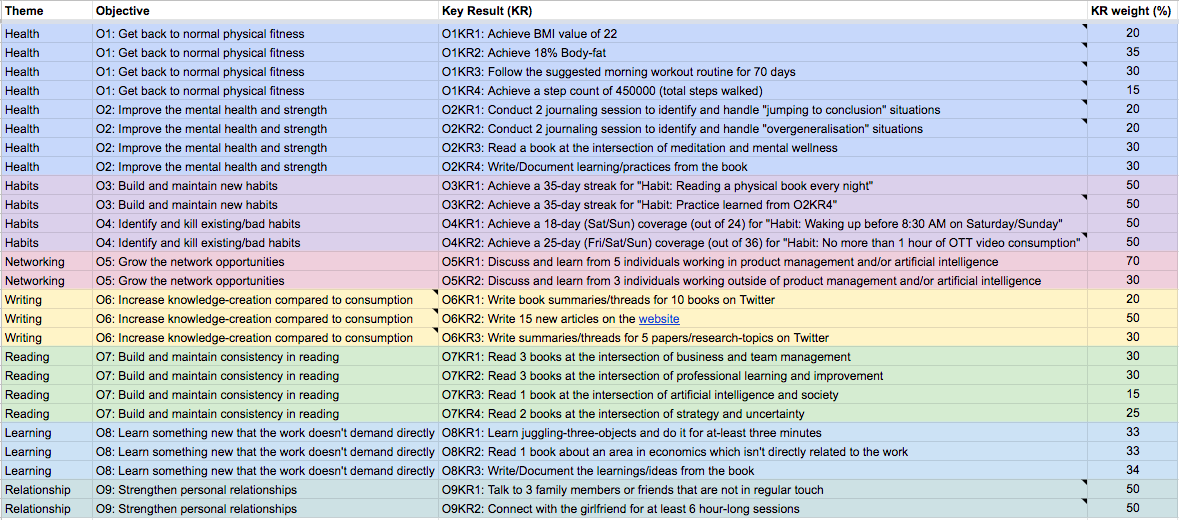 Theme Objective Key Result (KR) KR weight (%)
Health O1: Get back to normal physical fitness O1KR1: Achieve BMI value of 22 20
Health O1: Get back to normal physical fitness O1KR2: Achieve 18% Body-fat 35
Health O1: Get back to normal physical fitness O1KR3: Follow the suggested morning workout routine for 70 days 30
Health O1: Get back to normal physical fitness O1KR4: Achieve a step count of 450000 (total steps walked) 15
Health O2: Improve the mental health and strength O2KR1: Conduct 2 journaling session to identify and handle "jumping to conclusion" situations 20
Health O2: Improve the mental health and strength O2KR2: Conduct 2 journaling session to identify and handle "overgeneralisation" situations 20
Health O2: Improve the mental health and strength O2KR3: Read a book at the intersection of meditation and mental wellness 30
Health O2: Improve the mental health and strength O2KR4: Write/Document learning/practices from the book 30
Habits O3: Build and maintain new habits O3KR1: Achieve a 35-day streak for "Habit: Reading a physical book every night" 50
Habits O3: Build and maintain new habits O3KR2: Achieve a 35-day streak for "Habit: Practice learned from O2KR4" 50
Habits O4: Identify and kill existing/bad habits O4KR1: Achieve a 18-day (Sat/Sun) coverage (out of 24) for "Habit: Waking up before 8:30 AM on Saturday/Sunday" 50
Habits O4: Identify and kill existing/bad habits O4KR2: Achieve a 25-day (Fri/Sat/Sun) coverage (out of 36) for "Habit: No more than 1 hour of OTT video consumption" 50
Networking O5: Grow the network opportunities O5KR1: Discuss and learn from 5 individuals working in product management and/or artificial intelligence 70
Networking O5: Grow the network opportunities O5KR2: Discuss and learn from 3 individuals working outside of product management and/or artificial intelligence 30
Writing O6: Increase knowledge-creation compared to consumption O6KR1: Write book summaries/threads for 10 books on Twitter 20
Writing O6: Increase knowledge-creation compared to consumption O6KR2: Write 15 new articles on the website 50
Writing O6: Increase knowledge-creation compared to consumption O6KR3: Write summaries/threads for 5 papers/research-topics on Twitter 30
Reading O7: Build and maintain consistency in reading O7KR1: Read 3 books at the intersection of business and team management 30
Reading O7: Build and maintain consistency in reading O7KR2: Read 3 books at the intersection of professional learning and improvement 30
Reading O7: Build and maintain consistency in reading O7KR3: Read 1 book at the intersection of artificial intelligence and society 15
Reading O7: Build and maintain consistency in reading O7KR4: Read 2 books at the intersection of strategy and uncertainty 25
Learning O8: Learn something new that the work doesn't demand directly O8KR1: Learn juggling-three-objects and do it for at-least three minutes 33
Learning O8: Learn something new that the work doesn't demand directly O8KR2: Read 1 book about an area in economics which isn't directly related to the work 33
Learning O8: Learn something new that the work doesn't demand directly O8KR3: Write/Document the learnings/ideas from the book 34
Relationship O9: Strengthen personal relationships O9KR1: Talk to 3 family members or friends that are not in regular touch 50
Relationship O9: Strengthen personal relationships O9KR2: Connect with the girlfriend for at least 6 hour-long sessions 50